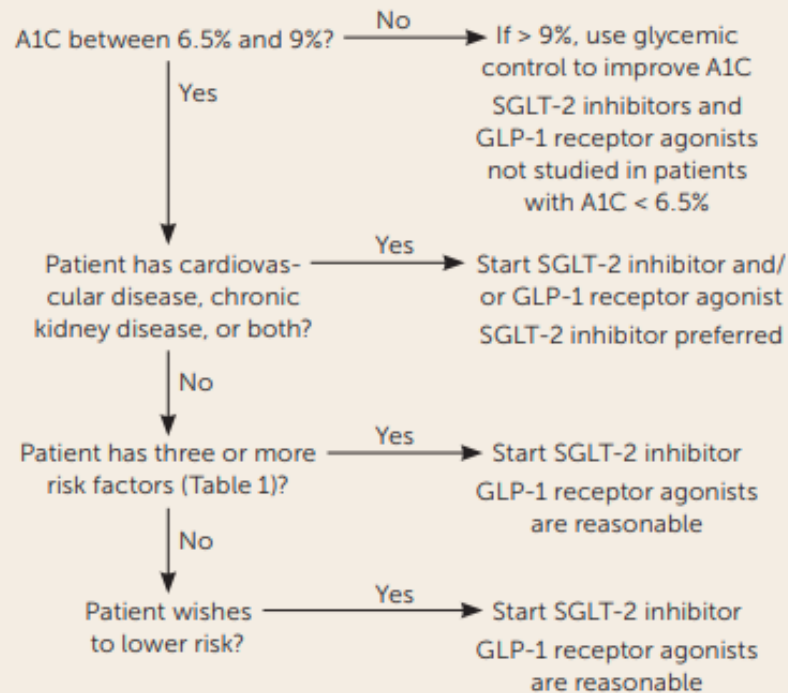 A1C between 6.5% and 9%?
No
If > 9%, use glycemic
control to improve A1C
SGLT-2 inhibitors and
GLP-1 receptor agonists
not studied in patients
with A1C < 6.5%
Yes
Patient has cardiovas-
cular disease, chronic
kidney disease, or both?
Yes
Start SGLT-2 inhibitor and/
or GLP-1 receptor agonist
SGLT-2 inhibitor preferred
No
Patient has three or more
risk factors (Table 1)?
Yes
Start SGLT-2 inhibitor
GLP-1 receptor agonists
are reasonable
No
Patient wishes
to lower risk?
Yes
Start SGLT-2 inhibitor
GLP-1 receptor agonists
are reasonable